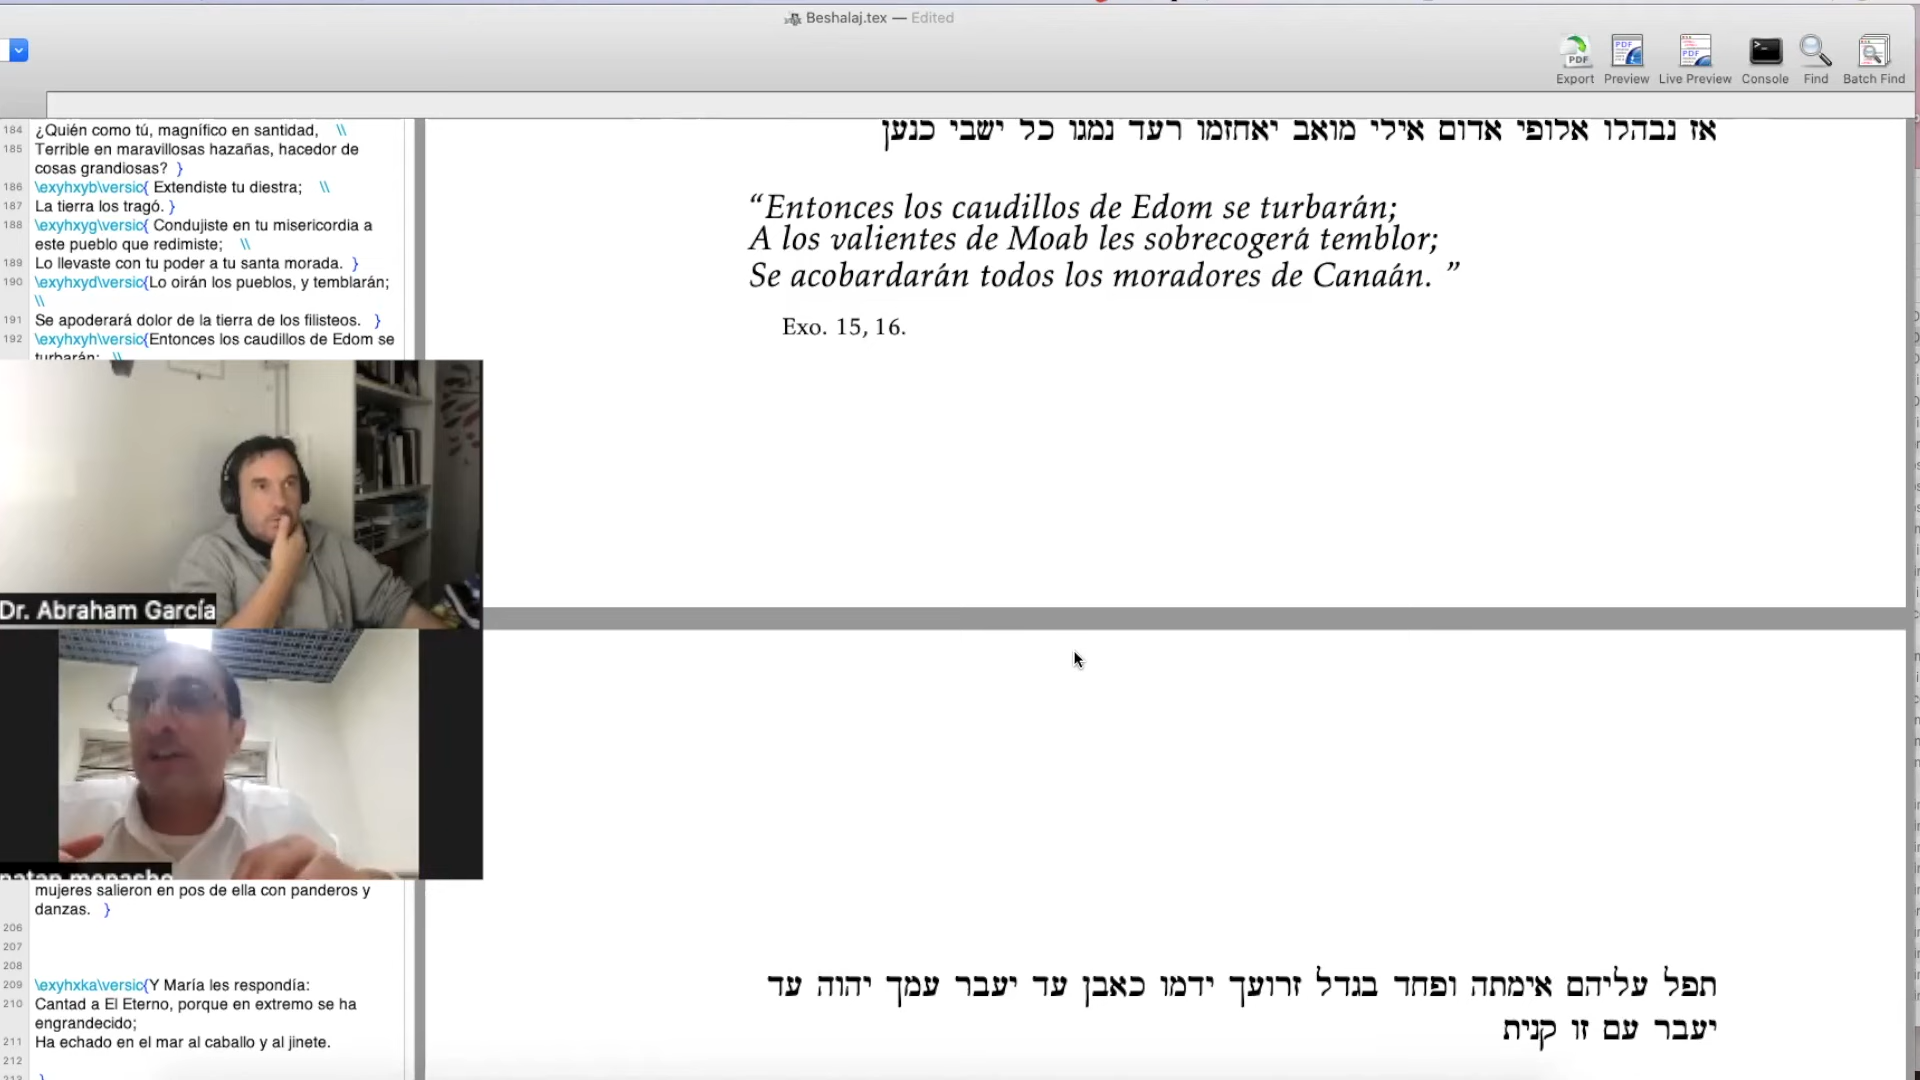 Beshalaj.tex — Edited
Export Preview Live Preview Console Find Batch Find
184 ¿Quién como tú, magnífico en santidad, \\
185 Terrible en maravillosas hazañas, hacedor de
cosas grandiosas? }
186 \exyhxyb\versic{ Extendiste tu diestra; \\
187 La tierra los tragó. }
188 \exyhxyg\versic{ Condujiste en tu misericordia a
este pueblo que redimiste; \\
189 Lo llevaste con tu poder a tu santa morada. }
190 \exyhxyd\versic{Lo oirán los pueblos, y temblarán;
\\
191 Se apoderará dolor de la tierra de los filisteos. }
192 \exyhxyh\versic{Entonces los caudillos de Edom se
turbarán; \\
Dr. Abraham García
natan monasho
mujeres salieron en pos de ella con panderos y
danzas. }
206
207
208
209 \exyhxka\versic{Y María les respondía:
210 Cantad a El Eterno, porque en extremo se ha
engrandecido;
211 Ha echado en el mar al caballo y al jinete.
212
213 }
אז נבהלו אלופי אדום אילי מואב יאחזמו רעד נמגו כל ישבי כנען
“Entonces los caudillos de Edom se turbarán;
A los valientes de Moab les sobrecogerá temblor;
Se acobardarán todos los moradores de Canaán. ”
Exo. 15, 16.
תפל עליהם אימתה ופחד בגדל זרועך ידמו כאבן עד יעבר עמך יהוה עד
יעבר עם זו קנית